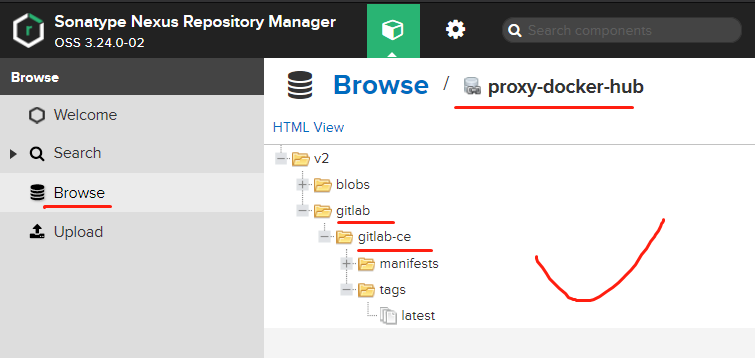 Sonatype Nexus Repository Manager
OSS 3.24.0-02
Search components
Browse
Welcome
Search
Browse
Upload
Browse / proxy-docker-hub
HTML View
v2
blobs
gitlab
gitlab-ce
manifests
tags
latest